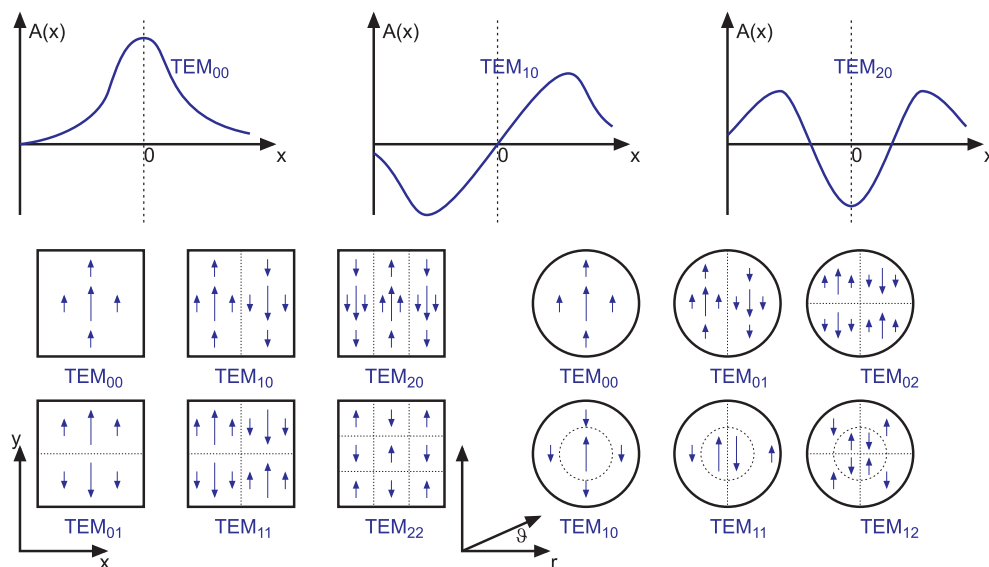 A(x)
TEM00
0
x
A(x)
TEM10
0
x
A(x)
TEM20
0
x
TEM00
TEM10
TEM20
TEM00
TEM01
TEM02
y
x
TEM01
TEM11
TEM22
ϑ
r
TEM10
TEM11
TEM12